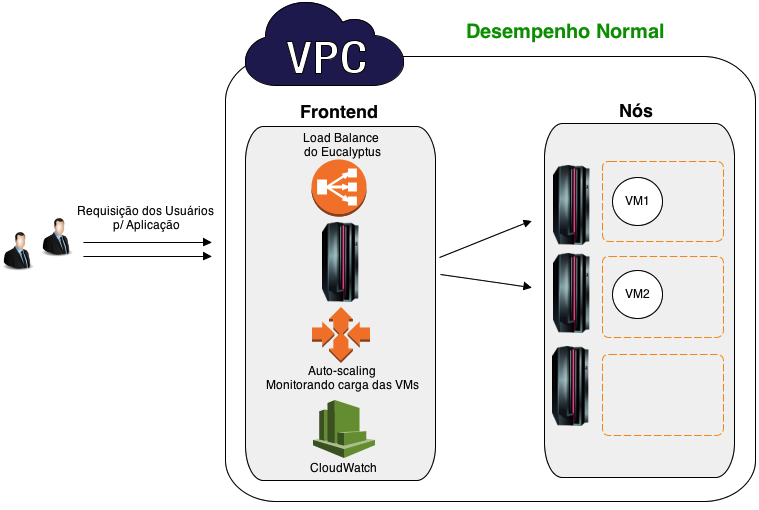 VPC
Desempenho Normal
Frontend
Nós
Load Balance
do Eucalyptus
Requisição dos Usuários
p/ Aplicação
VM1
VM2
Auto-scaling
Monitorando carga das VMs
CloudWatch